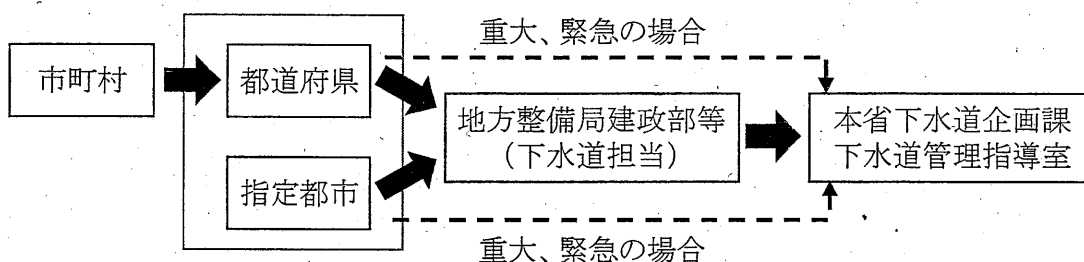 重大、緊急の場合
市町村
都道府県
指定都市
地方整備局建政部等
（下水道担当）
本省下水道企画課
下水道管理指導室
重大、緊急の場合